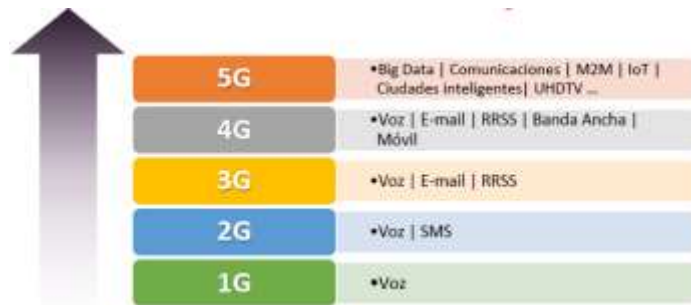 5G
•Big Data | Comunicaciones | M2M | IoT |
Ciudades inteligentes| UHDTV ...
4G
•Voz | E-mail | RRSS | Banda Ancha |
Móvil
3G
•Voz | E-mail | RRSS
2G
•Voz | SMS
1G
•Voz